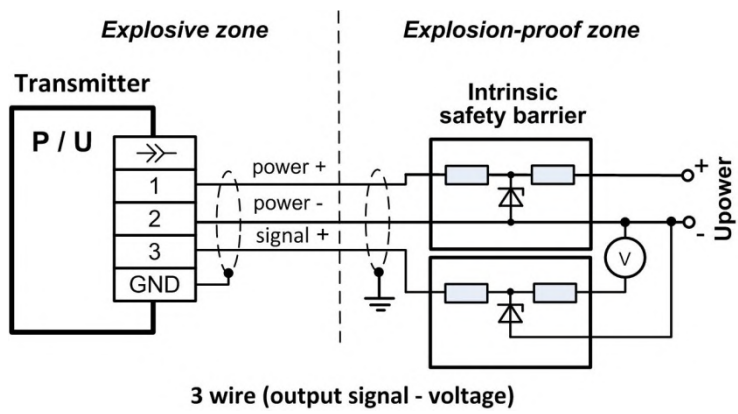 Explosive zone
Explosion-proof zone
Transmitter
P / U
1
2
3
GND
power +
power -
signal +
Intrinsic
safety barrier
+
-
Upower
V
3 wire (output signal - voltage)